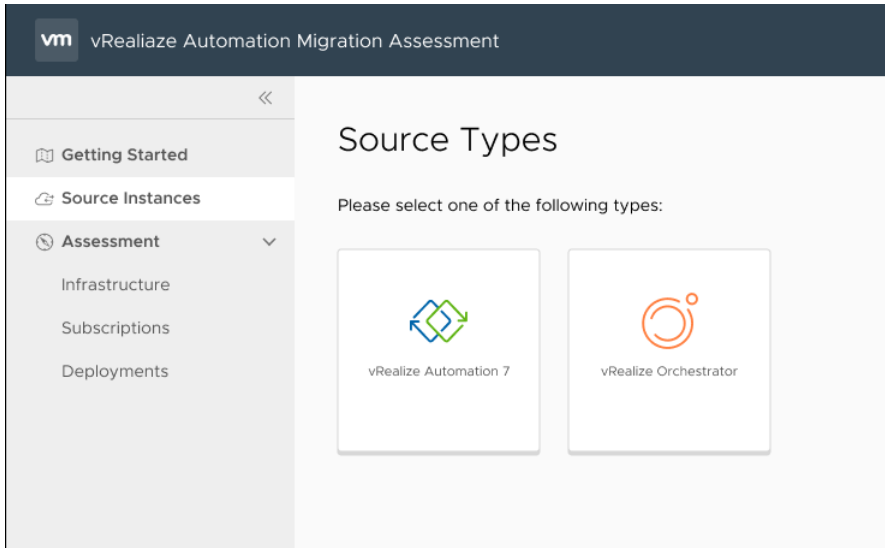 vm vRealiaze Automation Migration Assessment
Getting Started
Source Instances
Assessment
Infrastructure
Subscriptions
Deployments
Source Types
Please select one of the following types:
vRealize Automation 7
vRealize Orchestrator